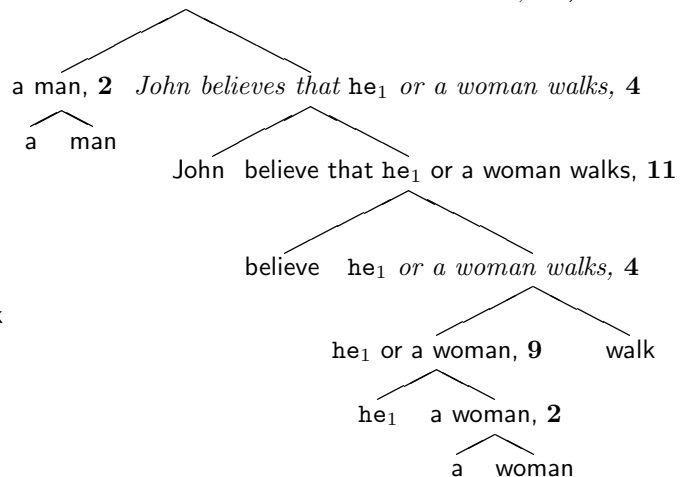 a man, 2 John believes that he1 or a woman walks, 4
a man
John believe that he1 or a woman walks, 11
believe he1 or a woman walks, 4
he1 or a woman, 9 walk
he1 a woman, 2
a woman